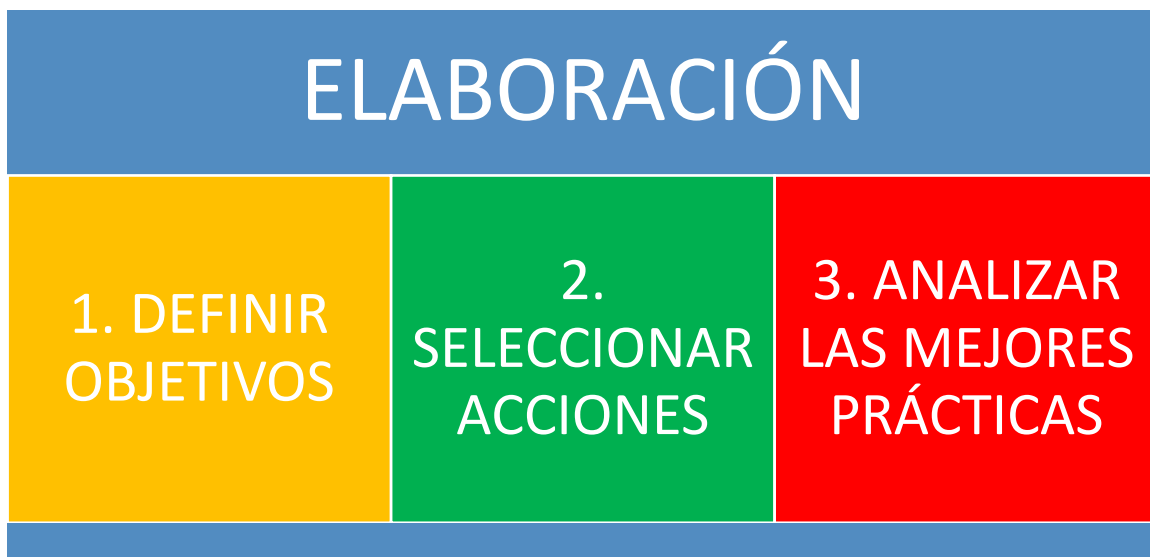 ELABORACIÓN
1. DEFINIR
OBJETIVOS
2.
SELECCIONAR
ACCIONES
3. ANALIZAR
LAS MEJORES
PRÁCTICAS